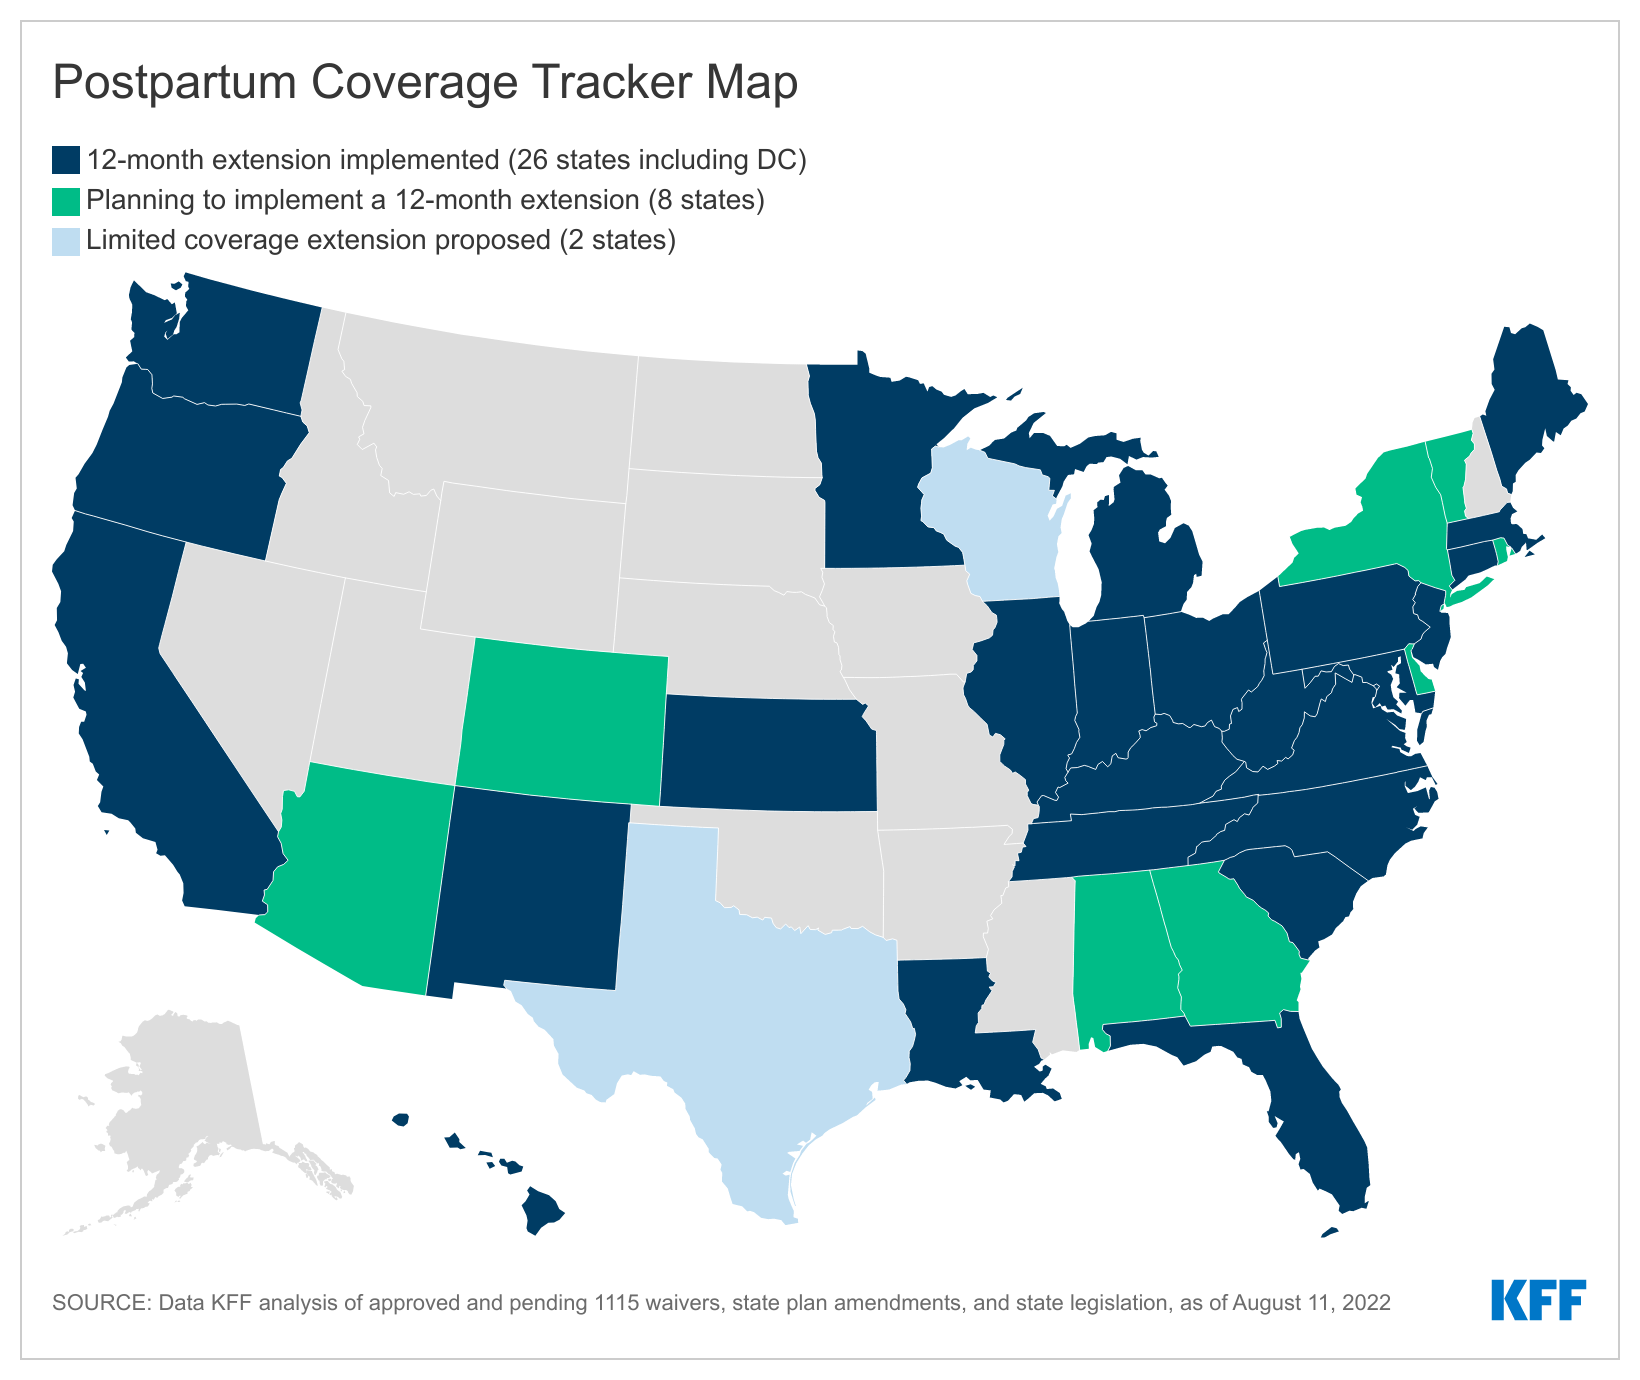 Postpartum Coverage Tracker Map
12-month extension implemented (26 states including DC)
Planning to implement a 12-month extension (8 states)
Limited coverage extension proposed (2 states)
SOURCE: Data KFF analysis of approved and pending 1115 waivers, state plan amendments, and state legislation, as of August 11, 2022
KFF